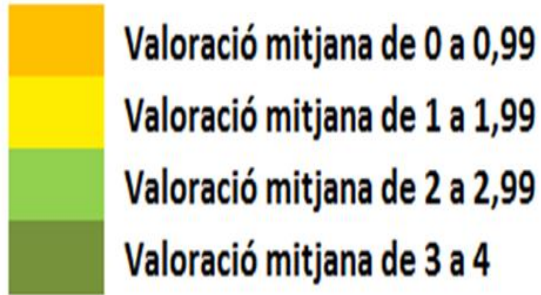 Valoració mitjana de 0 a 0,99
Valoració mitjana de 1 a 1,99
Valoració mitjana de 2 a 2,99
Valoració mitjana de 3 a 4